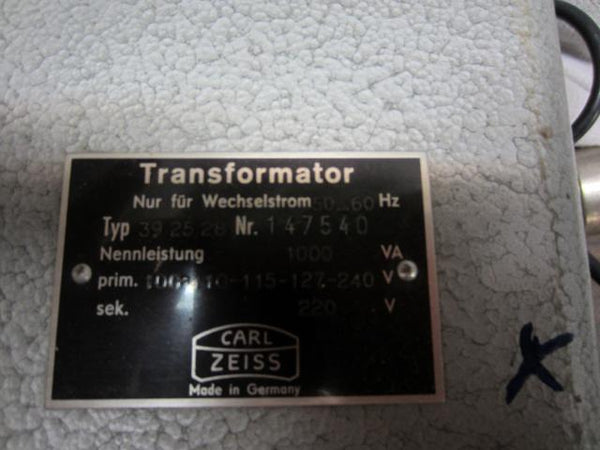 Transformator
Nur für Wechselstrom 50...60 Hz
Typ 39 25 28 Nr. 147540
Nennleistung 1000 VA
prim. 100-110-115-127-240 V
sek. 220 V
CARL
ZEISS
Made in Germany